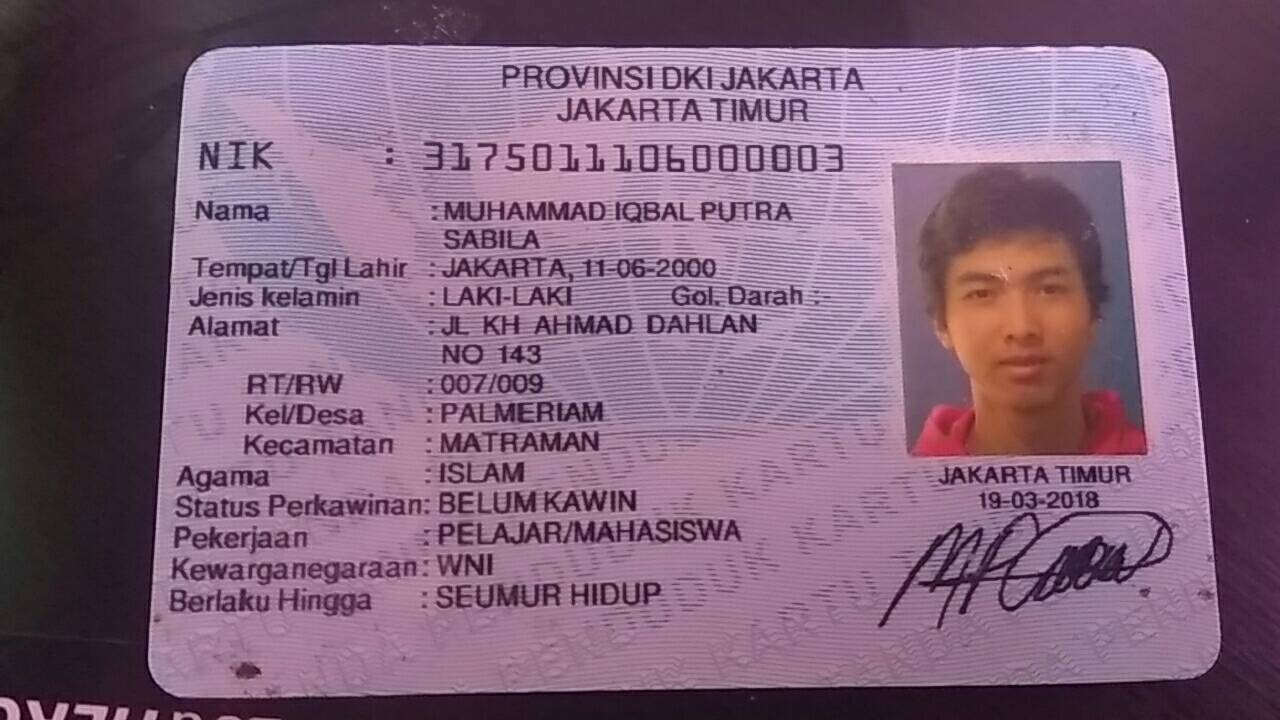 PROVINSI DKI JAKARTA
JAKARTA TIMUR
NIK : 3175011106000003
Nama : MUHAMMAD IQBAL PUTRA
SABILA
Tempat/Tgl Lahir : JAKARTA, 11-06-2000
Jenis kelamin : LAKI-LAKI Gol. Darah :-
Alamat : JL KH AHMAD DAHLAN
NO 143
RT/RW : 007/009
Kel/Desa : PALMERIAM
Kecamatan : MATRAMAN
Agama : ISLAM
Status Perkawinan: BELUM KAWIN
Pekerjaan : PELAJAR/MAHASISWA
Kewarganegaraan: WNI
Berlaku Hingga : SEUMUR HIDUP
JAKARTA TIMUR
19-03-2018